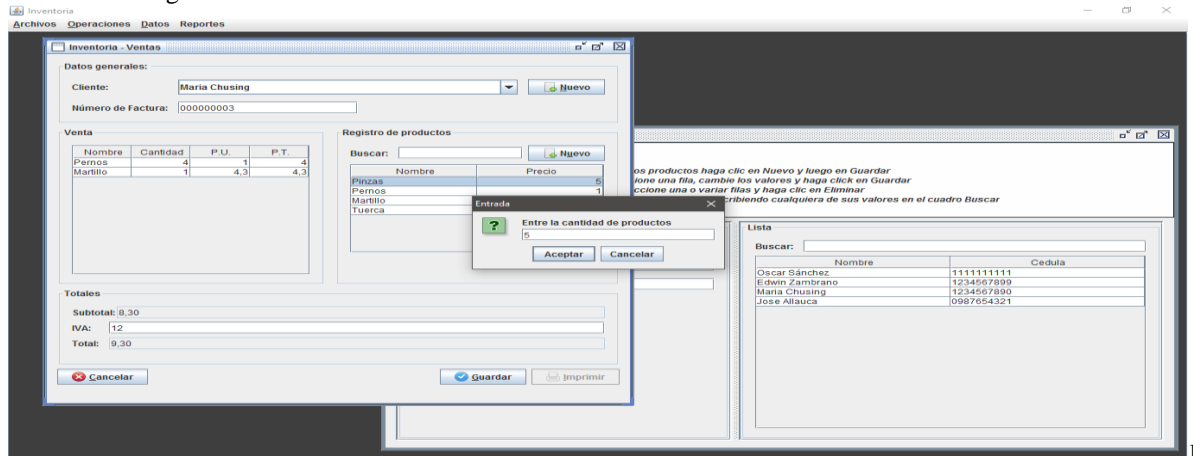 Inventoria
Archivos Operaciones Datos Reportes
Inventoria - Ventas
Datos generales:
Cliente: Maria Chusing Nuevo
Número de Factura: 000000003
Venta
Nombre Cantidad P.U. P.T.
Pernos 4 1 4
Martillo 1 4,3 4,3
Registro de productos
Buscar: Nuevo
Nombre Precio
Pinzas 5
Pernos 1
Martillo
Tuerca
Entrada
Entre la cantidad de productos
5
Aceptar Cancelar
Totales
Subtotal: 8,30
IVA: 12
Total: 9,30
Cancelar Guardar Imprimir
os productos haga clic en Nuevo y luego en Guardar
ione una fila, cambie los valores y haga click en Guardar
ccione una o variar filas y haga clic en Eliminar
cribiendo cualquiera de sus valores en el cuadro Buscar
Lista
Buscar:
Nombre Cedula
Oscar Sánchez 1111111111
Edwin Zambrano 1234567899
Maria Chusing 1234567890
Jose Allauca 0987654321